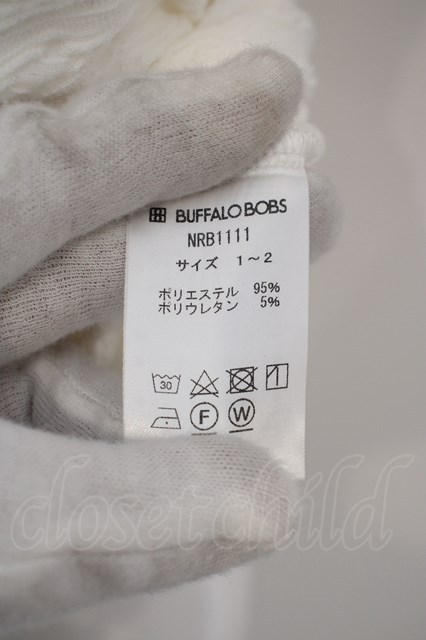 BUFFALO BOBS
NRB1111
サイズ 1～2
ポリエステル 95%
ポリウレタン 5%
30
F W
closet child